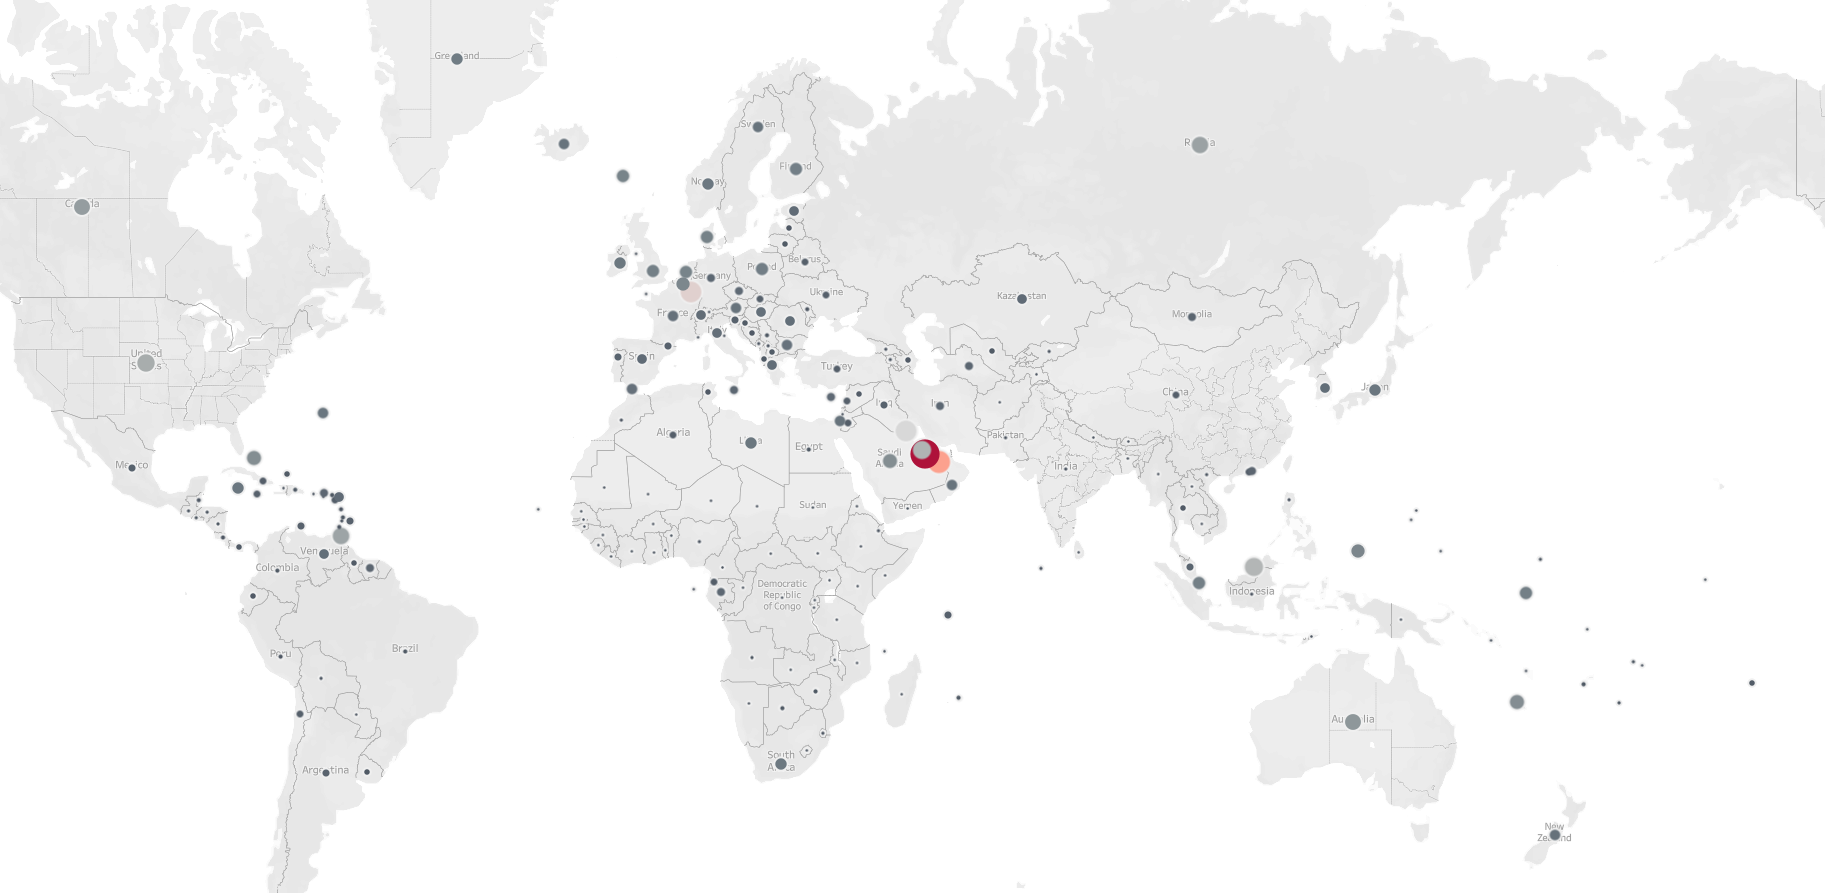 Greenland
Sweden
Finland
Norway
Russia
Canada
Germany
Poland
Belarus
Ukraine
Kazakhstan
Mongolia
France
Italy
Spain
United
States
Turkey
Iraq
Iran
China
Japan
Algeria
Libya
Egypt
Saudi
Arabia
Pakistan
India
Mexico
Sudan
Yemen
Venezuela
Colombia
Democratic
Republic
of Congo
Indonesia
Brazil
Peru
Australia
South
Africa
Argentina
New
Zealand